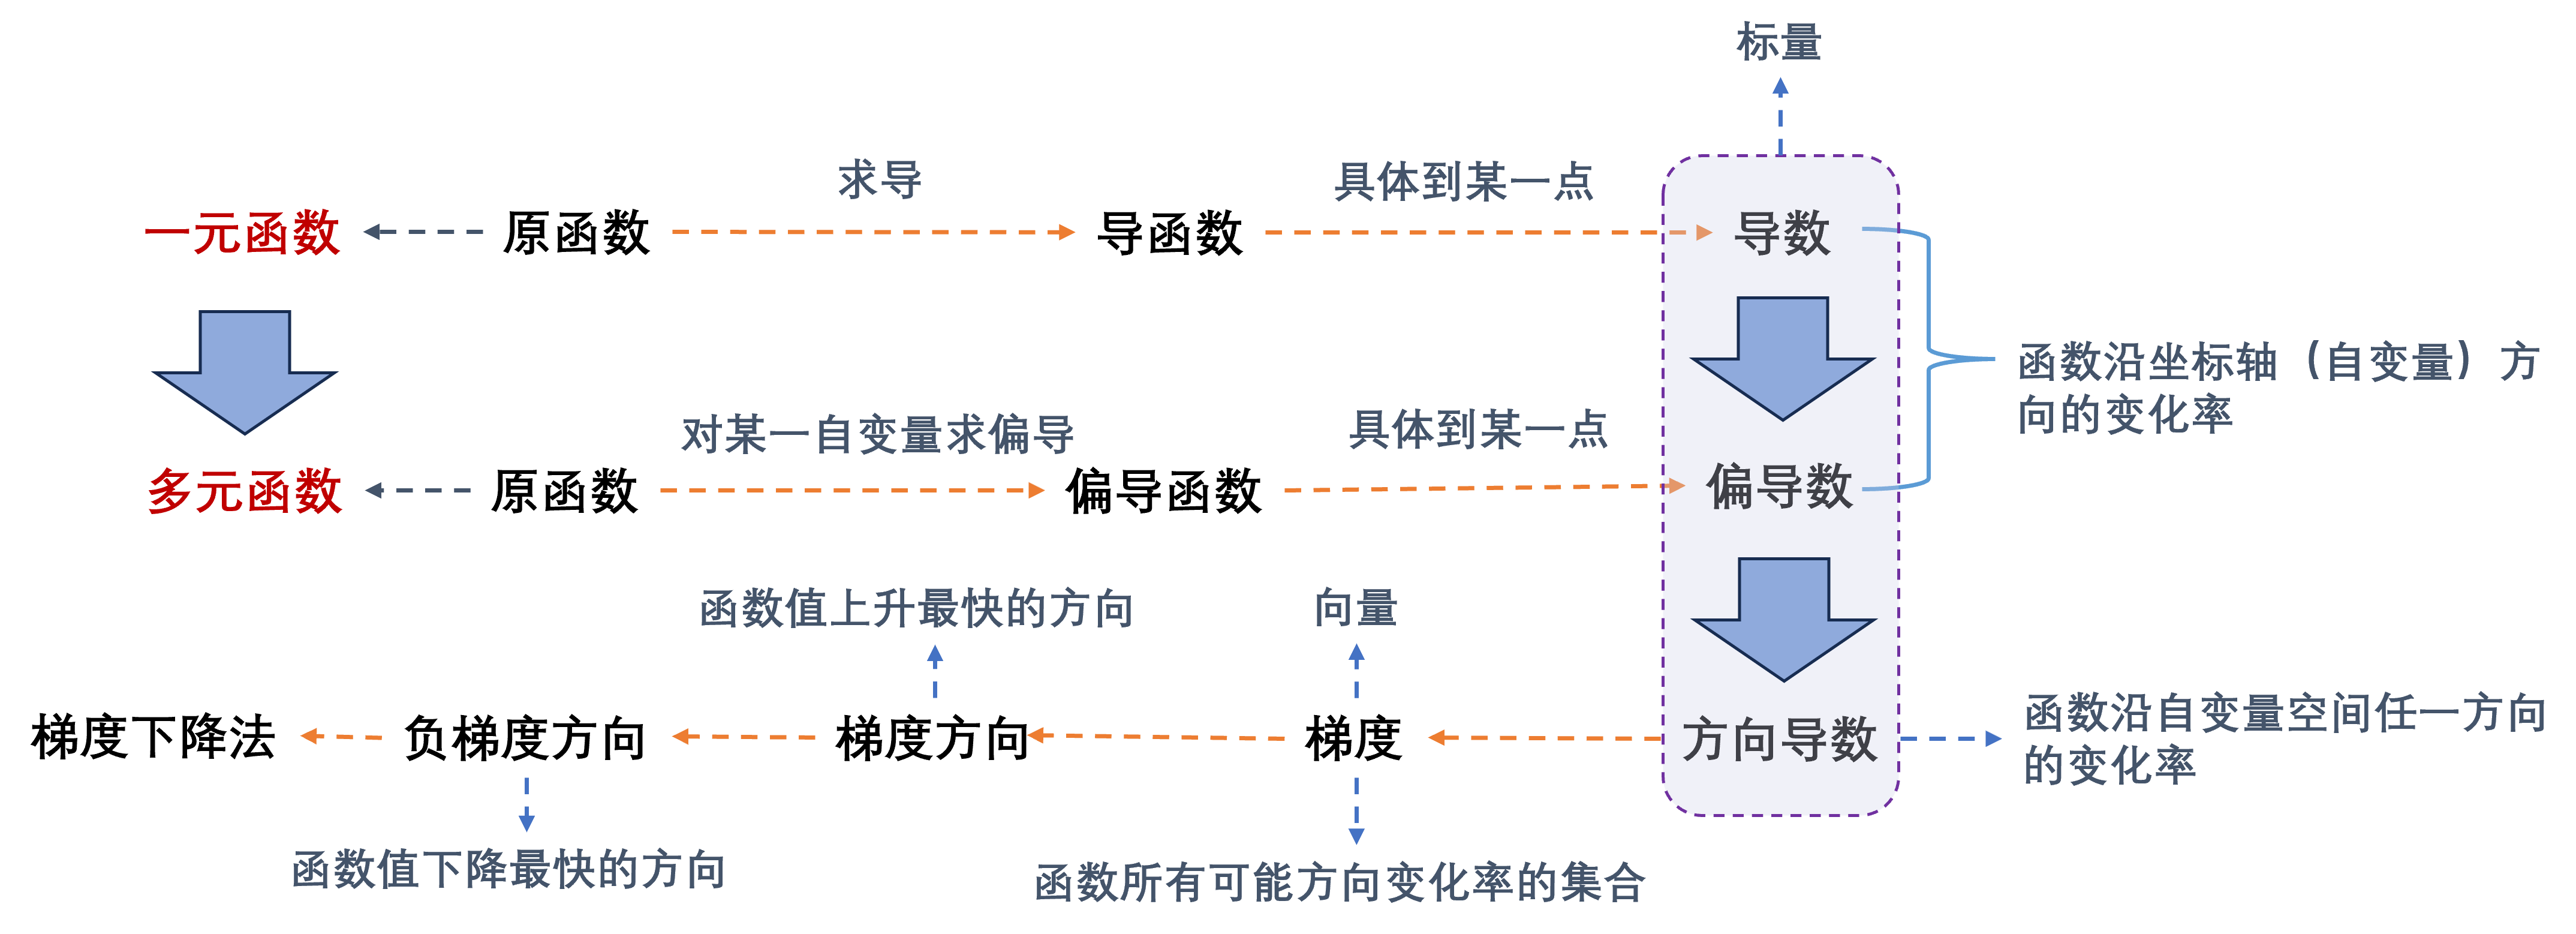 标量
求导
具体到某一点
一元函数
原函数
导函数
导数
函数沿坐标轴（自变量）方
向的变化率
对某一自变量求偏导
具体到某一点
多元函数
原函数
偏导函数
偏导数
函数值上升最快的方向
向量
梯度下降法
负梯度方向
梯度方向
梯度
方向导数
函数沿自变量空间任一方向
的变化率
函数值下降最快的方向
函数所有可能方向变化率的集合